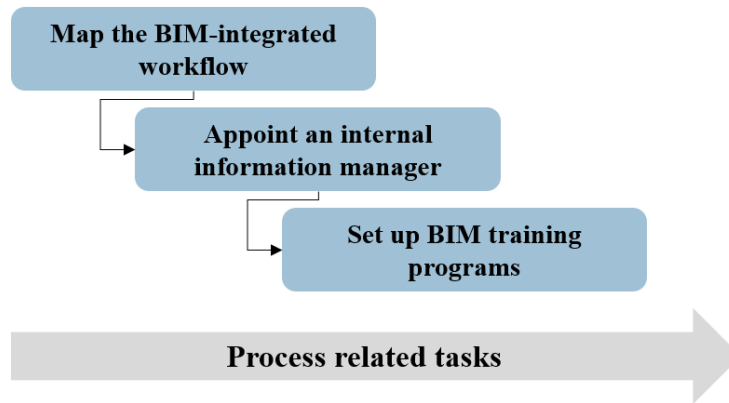 Map the BIM-integrated
workflow
Appoint an internal
information manager
Set up BIM training
programs
Process related tasks